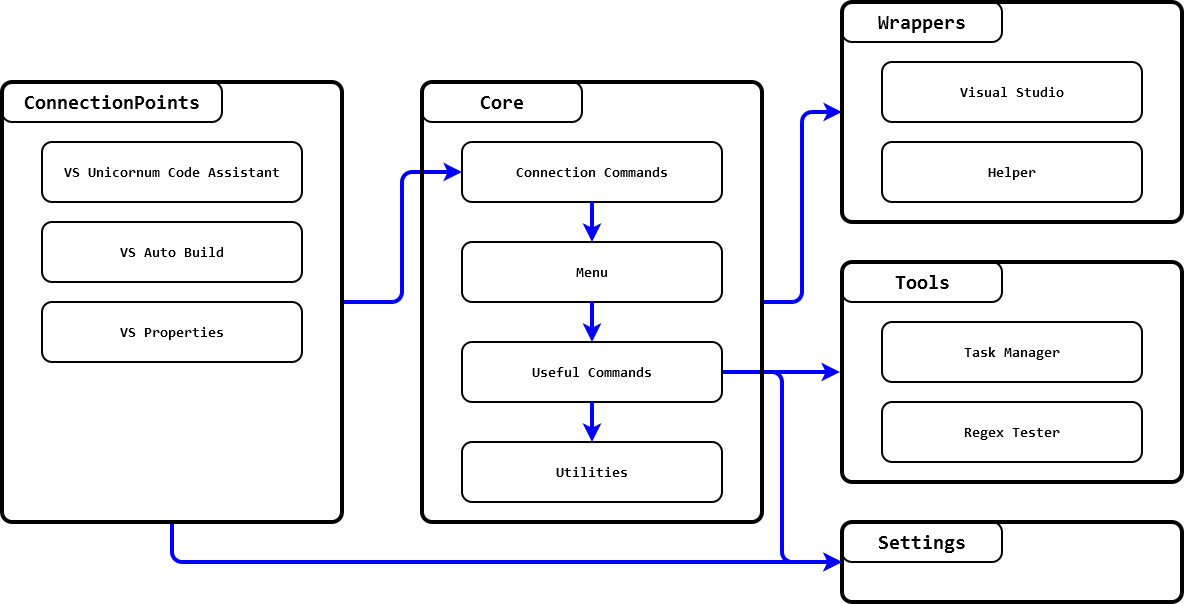 ConnectionPoints
VS Unicornum Code Assistant
VS Auto Build
VS Properties
Core
Connection Commands
Menu
Useful Commands
Utilities
Wrappers
Visual Studio
Helper
Tools
Task Manager
Regex Tester
Settings